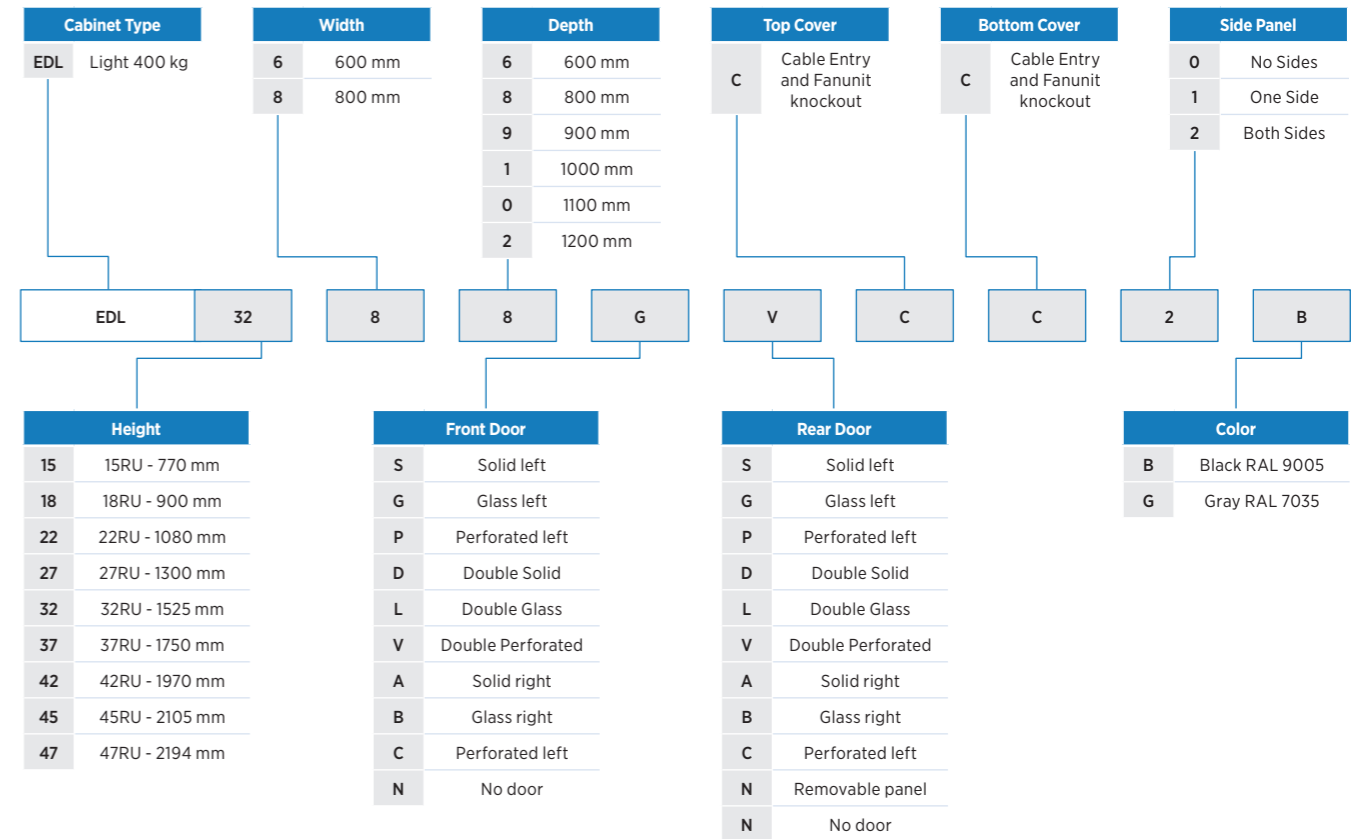 Cabinet Type
EDL Light 400 kg
Width
6 600 mm
8 800 mm
Depth
6 600 mm
8 800 mm
9 900 mm
1 1000 mm
0 1100 mm
2 1200 mm
Top Cover
C Cable Entry
and Fanunit
knockout
Bottom Cover
C Cable Entry
and Fanunit
knockout
Side Panel
0 No Sides
1 One Side
2 Both Sides
EDL 32 8 8 G V C C 2 B
Height
15 15RU - 770 mm
18 18RU - 900 mm
22 22RU - 1080 mm
27 27RU - 1300 mm
32 32RU - 1525 mm
37 37RU - 1750 mm
42 42RU - 1970 mm
45 45RU - 2105 mm
47 47RU - 2194 mm
Front Door
S Solid left
G Glass left
P Perforated left
D Double Solid
L Double Glass
V Double Perforated
A Solid right
B Glass right
C Perforated left
N No door
Rear Door
S Solid left
G Glass left
P Perforated left
D Double Solid
L Double Glass
V Double Perforated
A Solid right
B Glass right
C Perforated left
N Removable panel
N No door
Color
B Black RAL 9005
G Gray RAL 7035